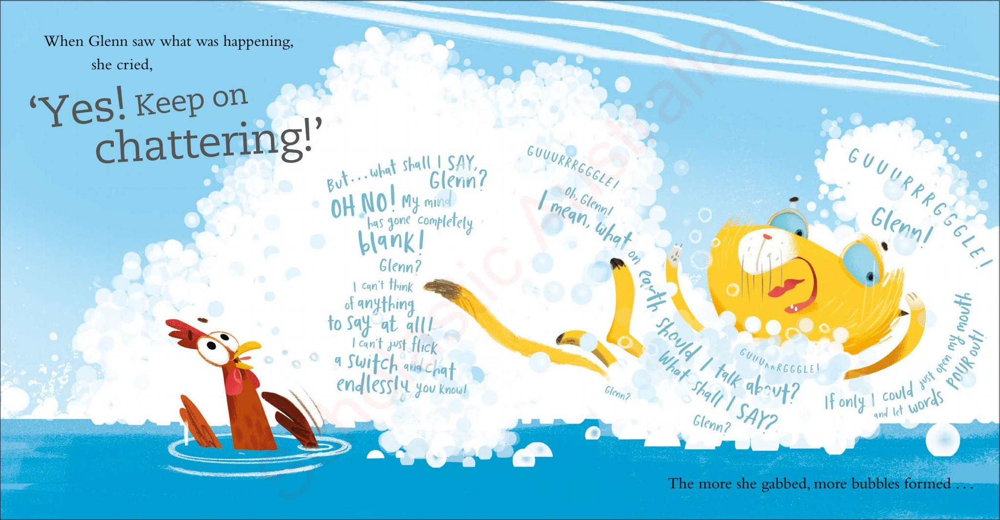 When Glenn saw what was happening,
she cried,
‘Yes! Keep on
chattering!’
But...what shall I SAY,
Glenn?
OH NO! My mind
has gone completely
blank!
Glenn?
I can't think
of anything
to say at all!
I can't just flick
a switch and chat
endlessly you know!
GUUURRRGGGLE!
Oh, Glenn!
I mean, what on earth should I talk about?
What shall I SAY?
Glenn?
Glenn?
GUUURRRGGGLE!
If only I could just open my mouth
and let words POUR out!
GUUURRRGGGLE!
Glenn!
The more she gabbed, more bubbles formed . . .
Scholastic Australia